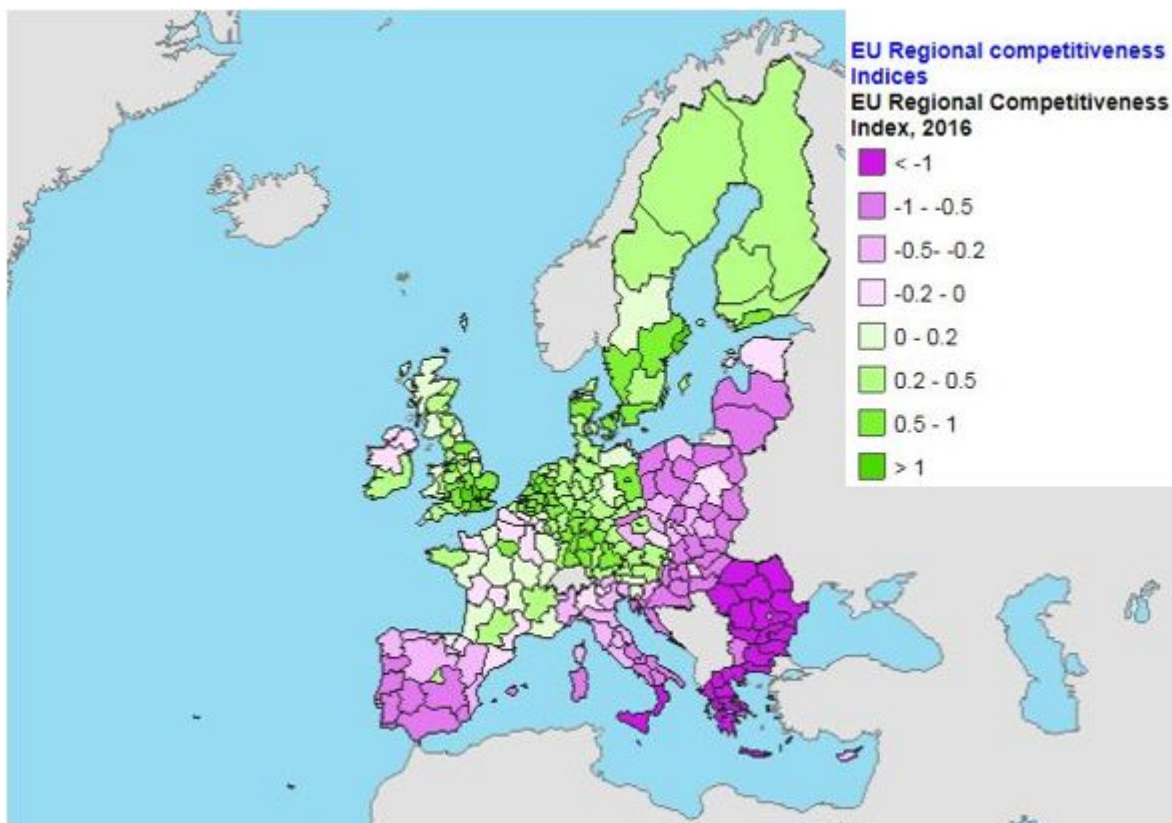 EU Regional competitiveness
Indices
EU Regional Competitiveness
Index, 2016
< -1
-1 - -0.5
-0.5- -0.2
-0.2 - 0
0 - 0.2
0.2 - 0.5
0.5 - 1
> 1